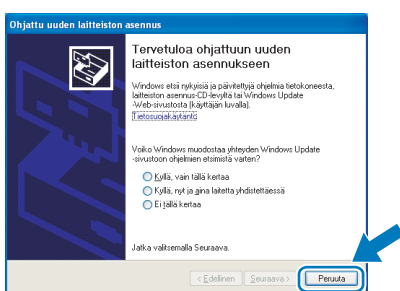 Ohjattu uuden laitteiston asennus
Tervetuloa ohjattuun uuden
laitteiston asennukseen
Windows etsii nykyisiä ja päivitettyjä ohjelmia tietokoneesta,
laitteiston asennus-CD-levyltä tai Windows Update
-Web-sivustosta (käyttäjän luvalla).
Tietosuojakäytäntö
Voiko Windows muodostaa yhteyden Windows Update
-sivustoon ohjelmien etsimistä varten?
Kyllä, vain tällä kertaa
Kyllä, nyt ja aina laitetta yhdistettäessä
Ei tällä kertaa
Jatka valitsemalla Seuraava.
< Edellinen
Seuraava >
Peruuta